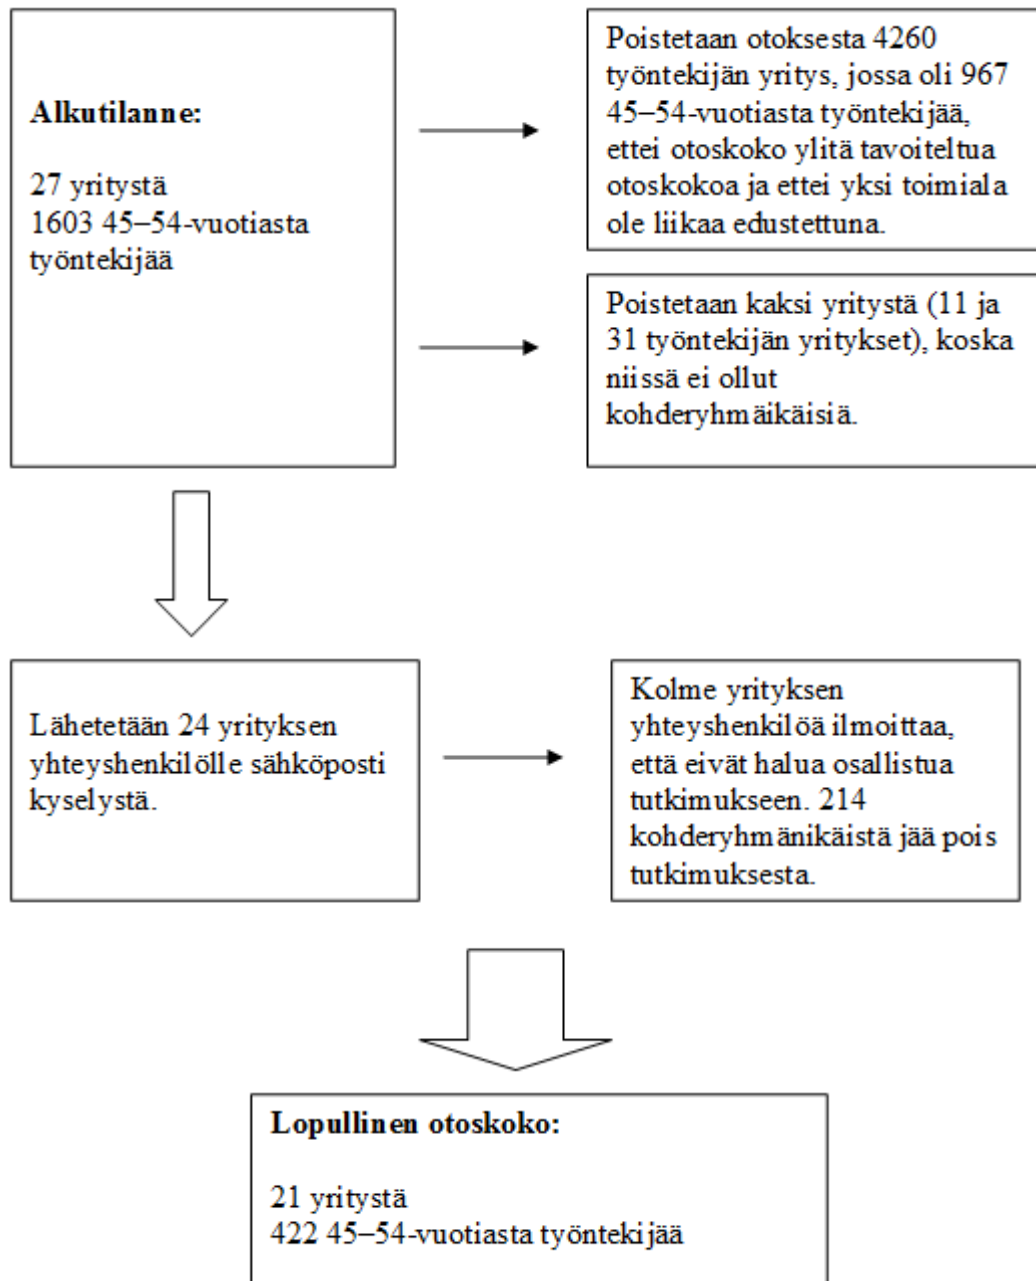 Alkutilanne:
27 yritystä
1603 45–54-vuotiasta
työntekijää
Poistetaan otoksesta 4260
työntekijän yritys, jossa oli 967
45–54-vuotiasta työntekijää,
ettei otoskoko ylitä tavoiteltua
otoskokoa ja ettei yksi toimiala
ole liikaa edustettuna.
Poistetaan kaksi yritystä (11 ja
31 työntekijän yritykset), koska
niissä ei ollut
kohderyhmäikäisiä.
Lähetetään 24 yrityksen
yhteyshenkilölle sähköposti
kyselystä.
Kolme yrityksen
yhteyshenkilöä ilmoittaa,
että eivät halua osallistua
tutkimukseen. 214
kohderyhmänikäistä jää pois
tutkimuksesta.
Lopullinen otoskoko:
21 yritystä
422 45–54-vuotiasta työntekijää